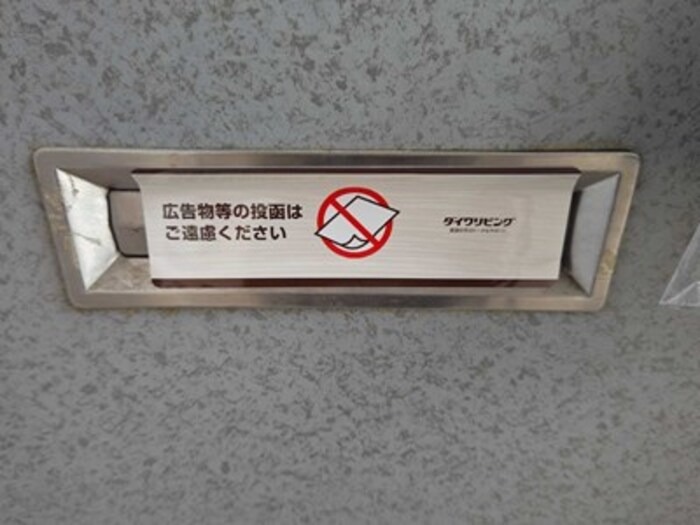 広告物等の投函は
ご遠慮ください
ダイワリビング